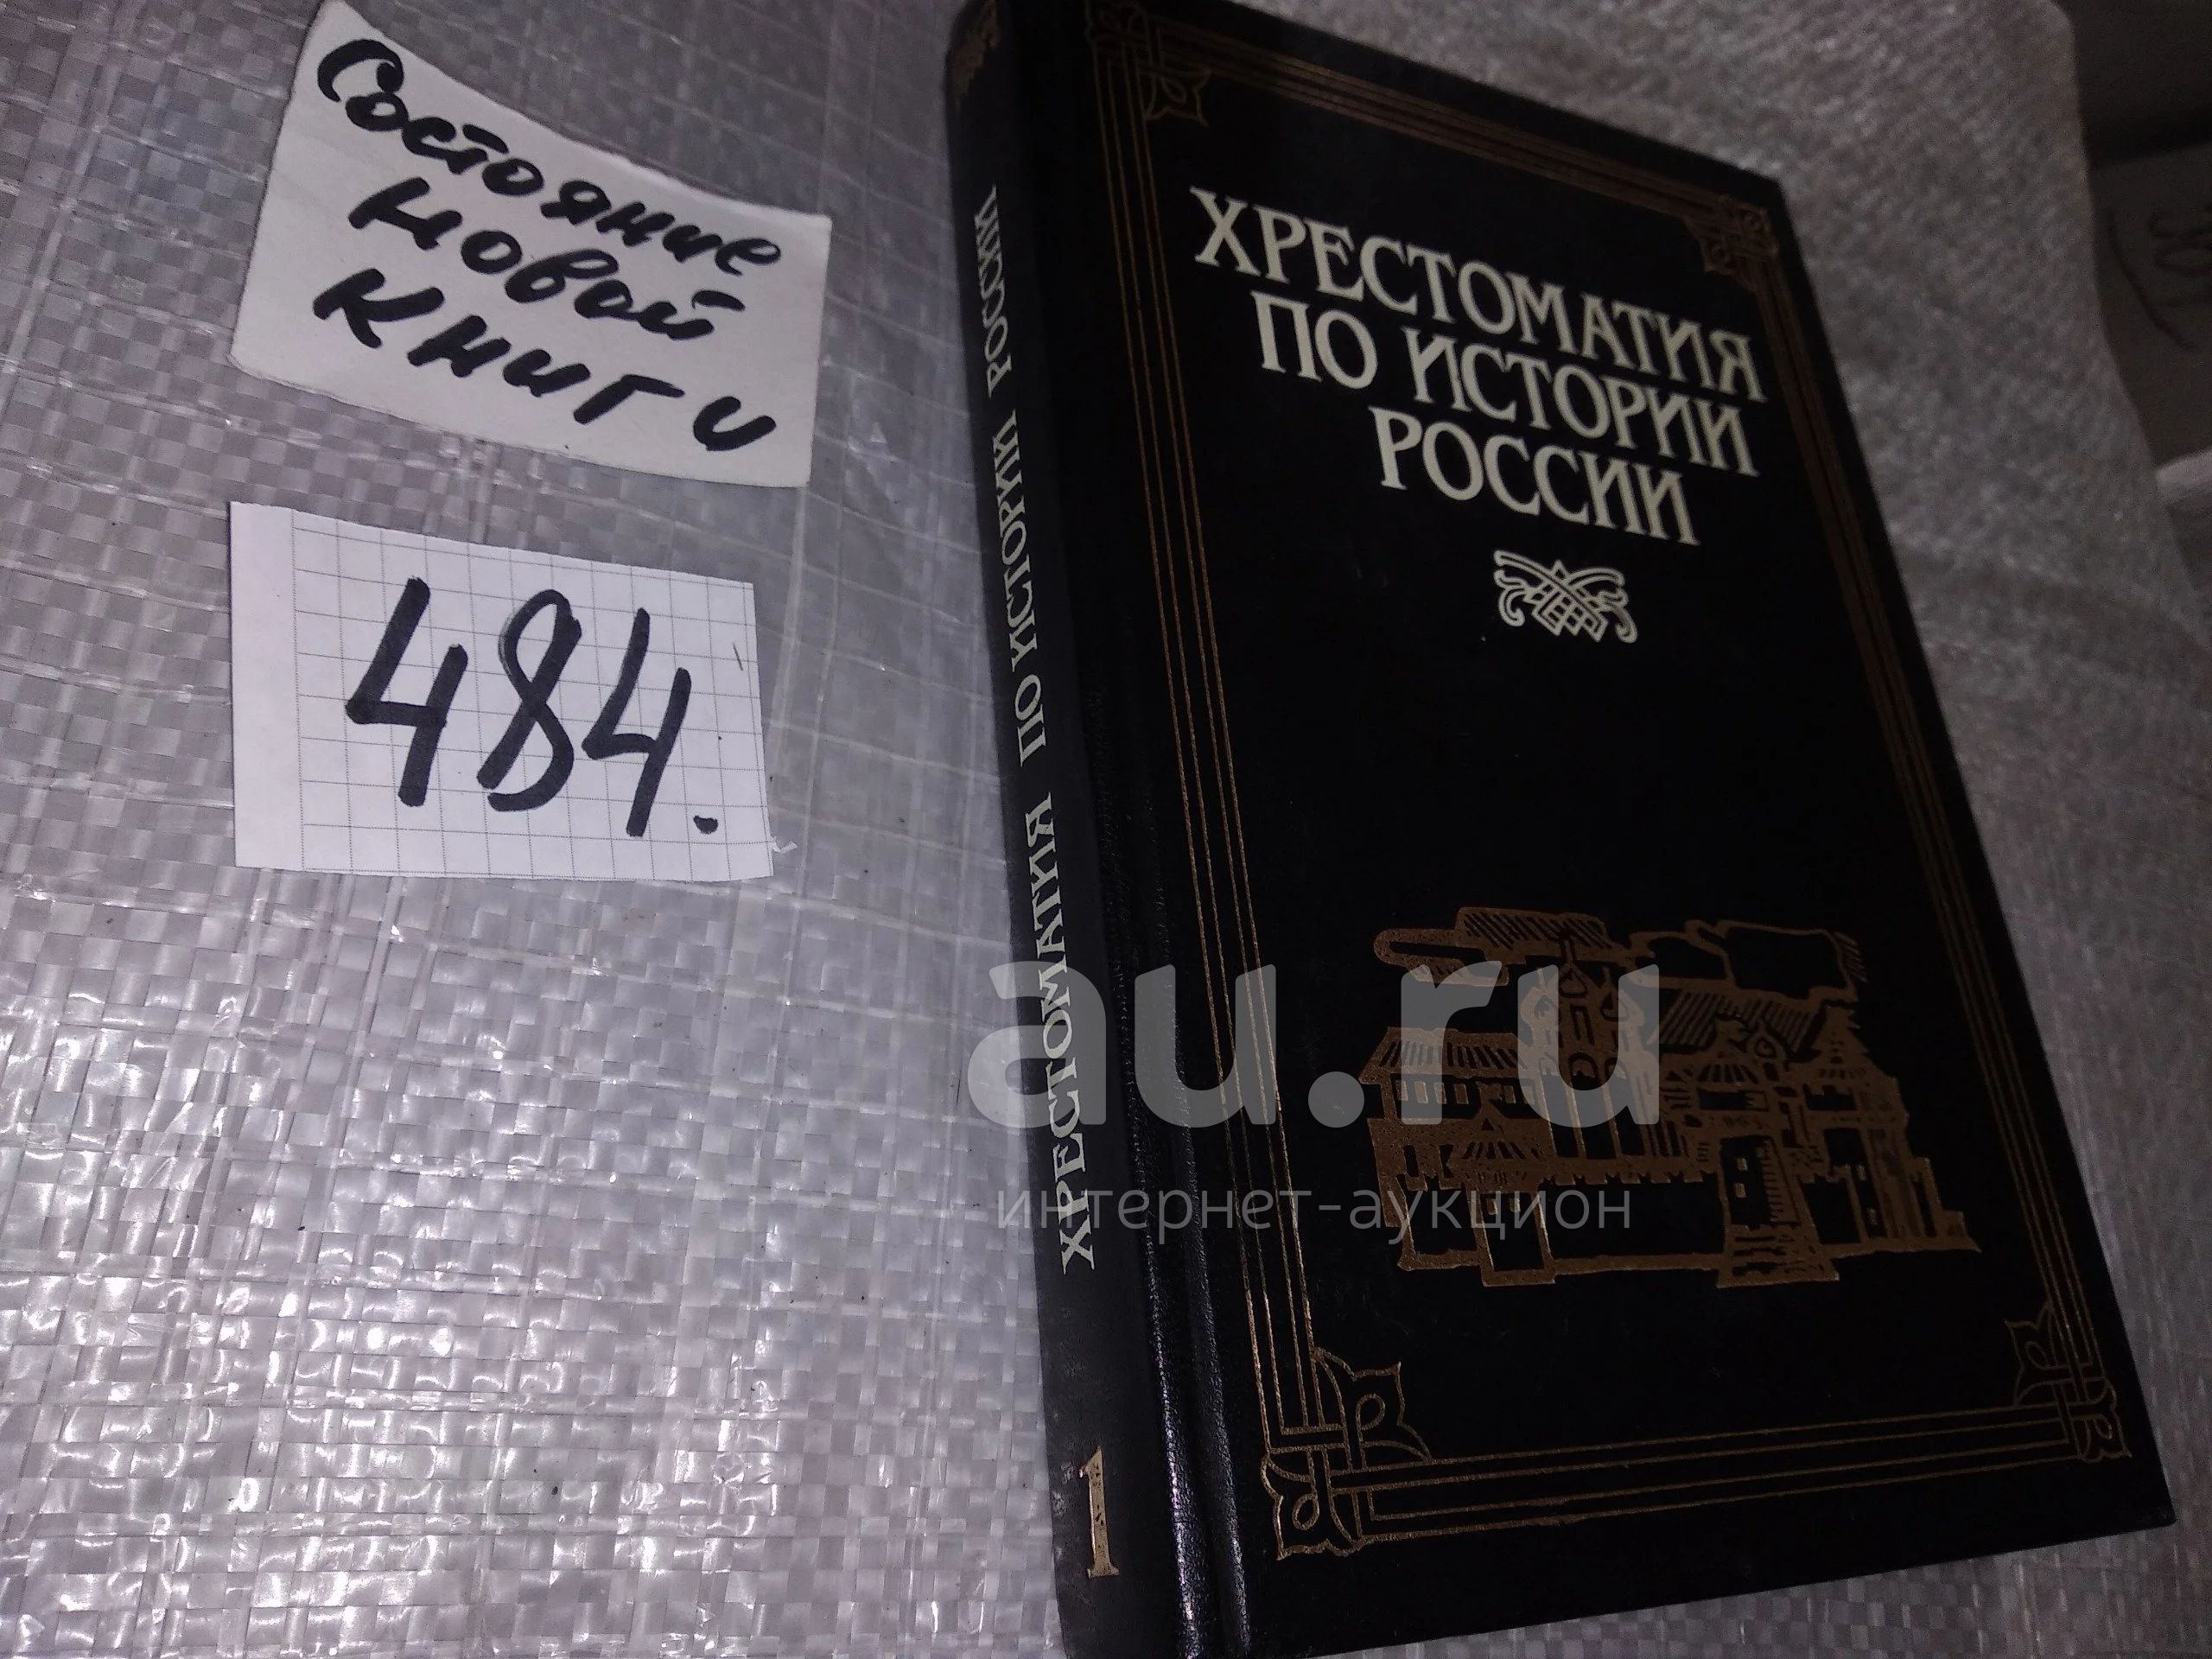 Состояние
новой
книги
484.
ХРЕСТОМАТИЯ
ПО ИСТОРИИ
РОССИИ
ХРЕСТОМАТИЯ ПО ИСТОРИИ РОССИИ
1
au.ru
интернет-аукцион